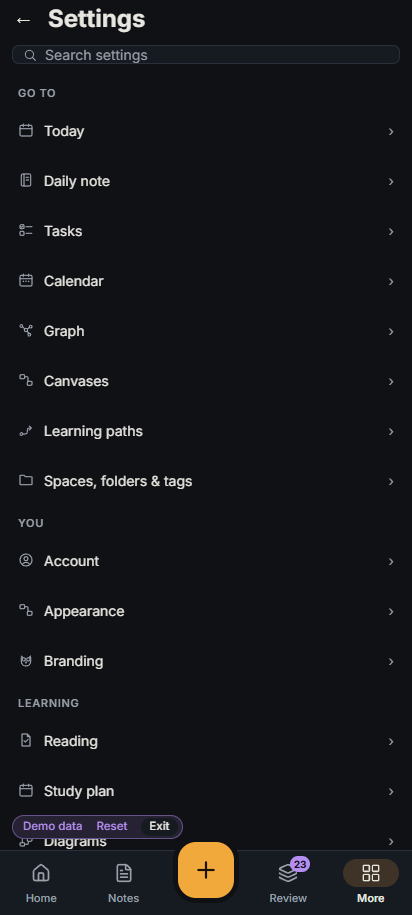 ← Settings
Search settings
GO TO
Today
Daily note
Tasks
Calendar
Graph
Canvases
Learning paths
Spaces, folders & tags
YOU
Account
Appearance
Branding
LEARNING
Reading
Study plan
Demo data Reset Exit
Diagrams
23
Home Notes Review More